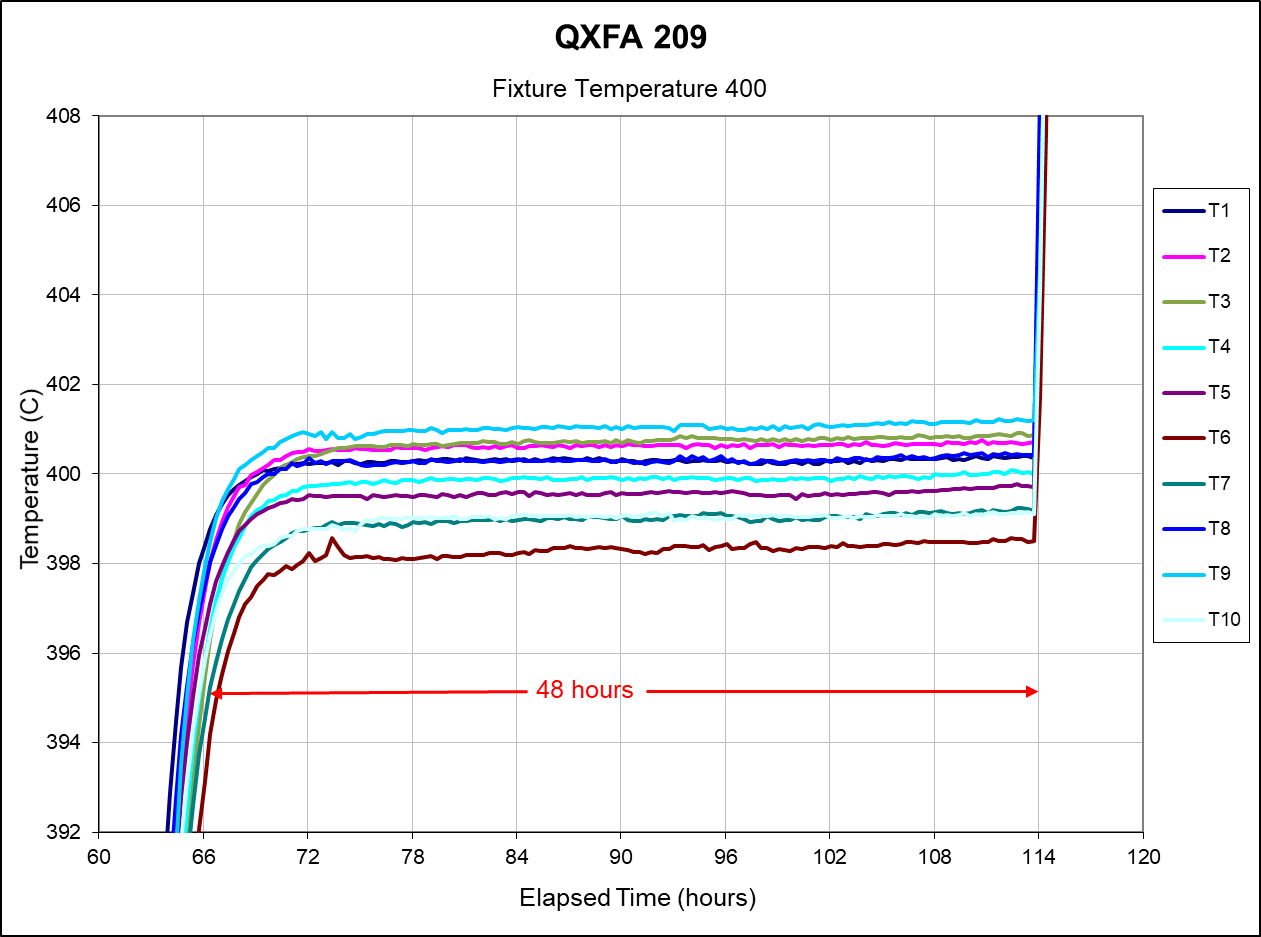 QXFA 209
Fixture Temperature 400
408
406
404
402
400
398
396
394
392
Temperature (C)
48 hours
60 66 72 78 84 90 96 102 108 114 120
Elapsed Time (hours)
T1
T2
T3
T4
T5
T6
T7
T8
T9
T10